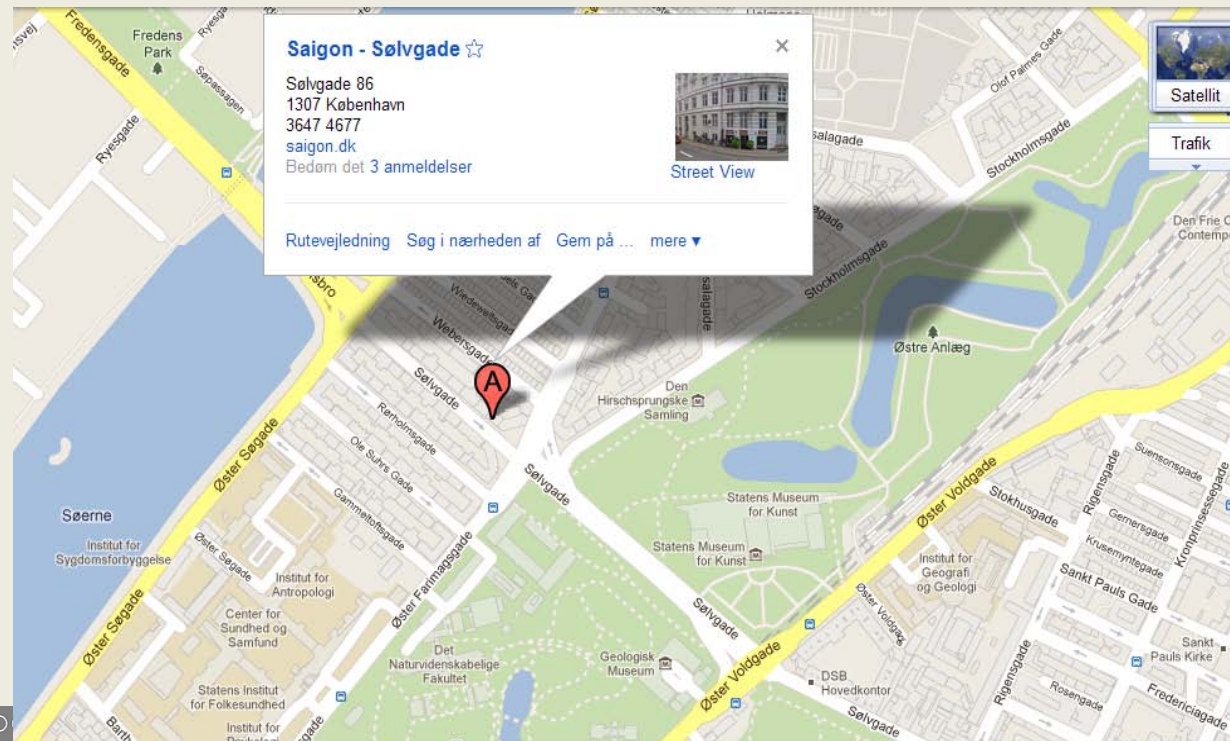 Saigon - Sølvgade
Sølvgade 86
1307 København
3647 4677
saigon.dk
Bedøm det 3 anmeldelser
Street View
Rutevejledning Søg i nærheden af Gem på ... mere ▾
Satellit
Trafik
Fredensgade
Fredens
Park
Søpassagen
Ryesgade
Olof Palmes Gade
Stockholmsgade
Stockholmsgade
Den Frie
Østre Anlæg
Webersgade
Sølvgade
A
Den
Hirschsprungske
Samling
Rørholmsgade
Ole Suhrs Gade
Gammeltoftsgade
Øster Søgade
Sølvgade
Søerne
Institut for
Sygdomsforbyggelse
Øster Søgade
Institut for
Antropologi
Øster Farimagsgade
Center for
Sundhed og
Samfund
Øster Søgade
Statens Institut
for Folkesundhed
Institut for
Det
Naturvidenskabelige
Fakultet
Geologisk
Museum
Statens Museum
for Kunst
Statens Museum
for Kunst
Sølvgade
Øster Voldgade
Øster Voldgade
Øster Voldgade
Institut for
Geografi
og Geologi
DSB
Hovedkontor
Sølvgade
Stokhusgade
Rigensgade
Suensonsgade
Gernersgade
Krusemyntegade
Kronprinsessegade
Sankt Pauls Gade
Sankt
Pauls Kirke
Rigensgade
Rosengade
Fredericiagade